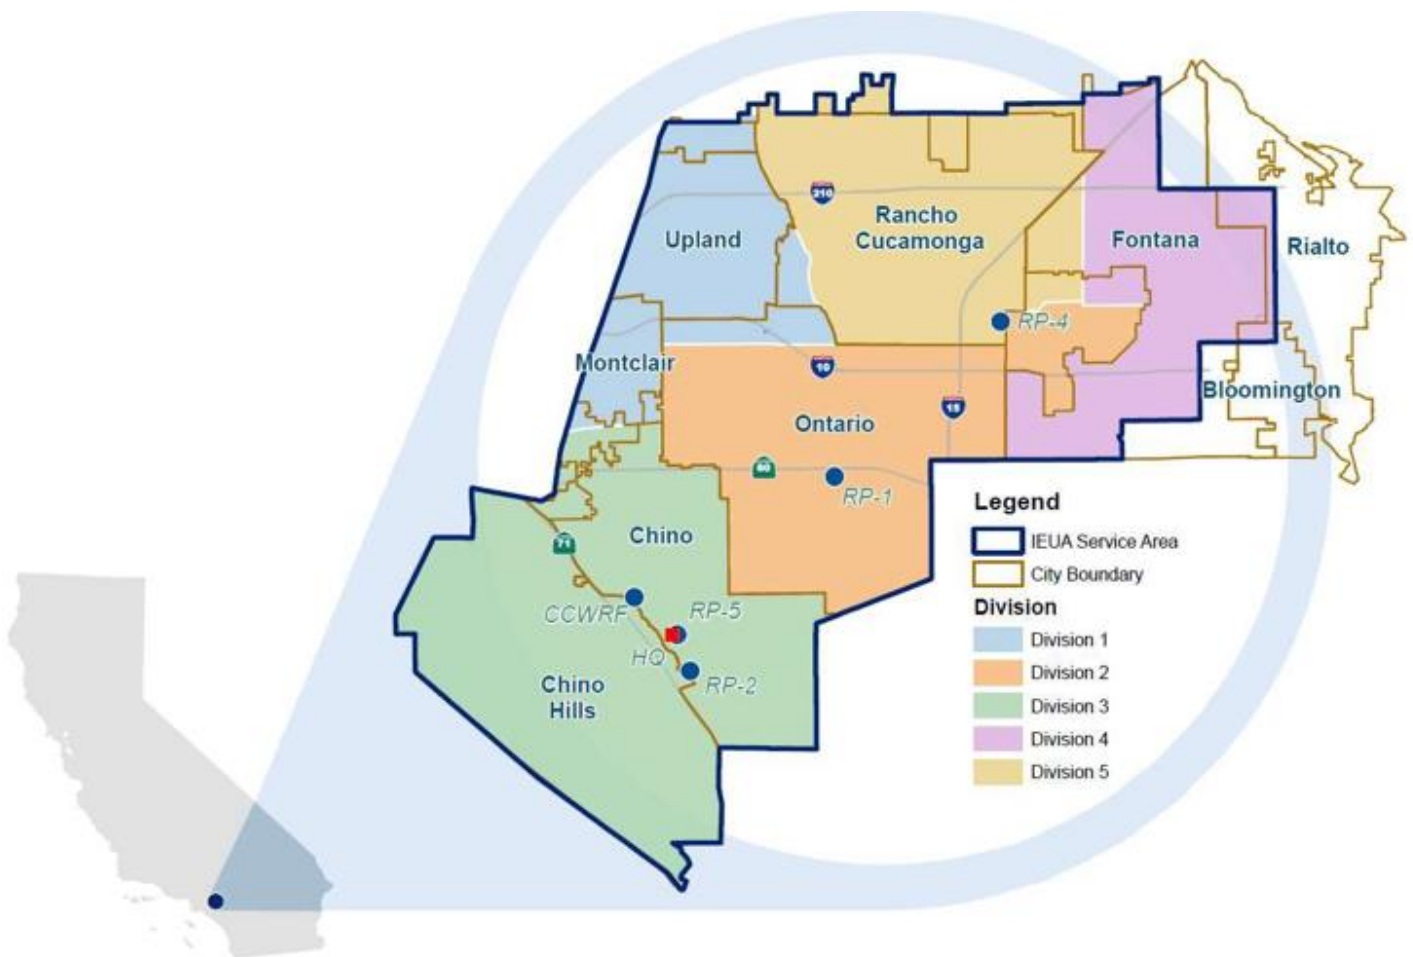 210
Rancho
Cucamonga
Upland
Fontana
Rialto
RP-4
Montclair
10
Bloomington
15
Ontario
60
RP-1
Legend
IEUA Service Area
City Boundary
Division
Division 1
Division 2
Division 3
Division 4
Division 5
Chino
71
CCWRF
RP-5
HQ
RP-2
Chino
Hills